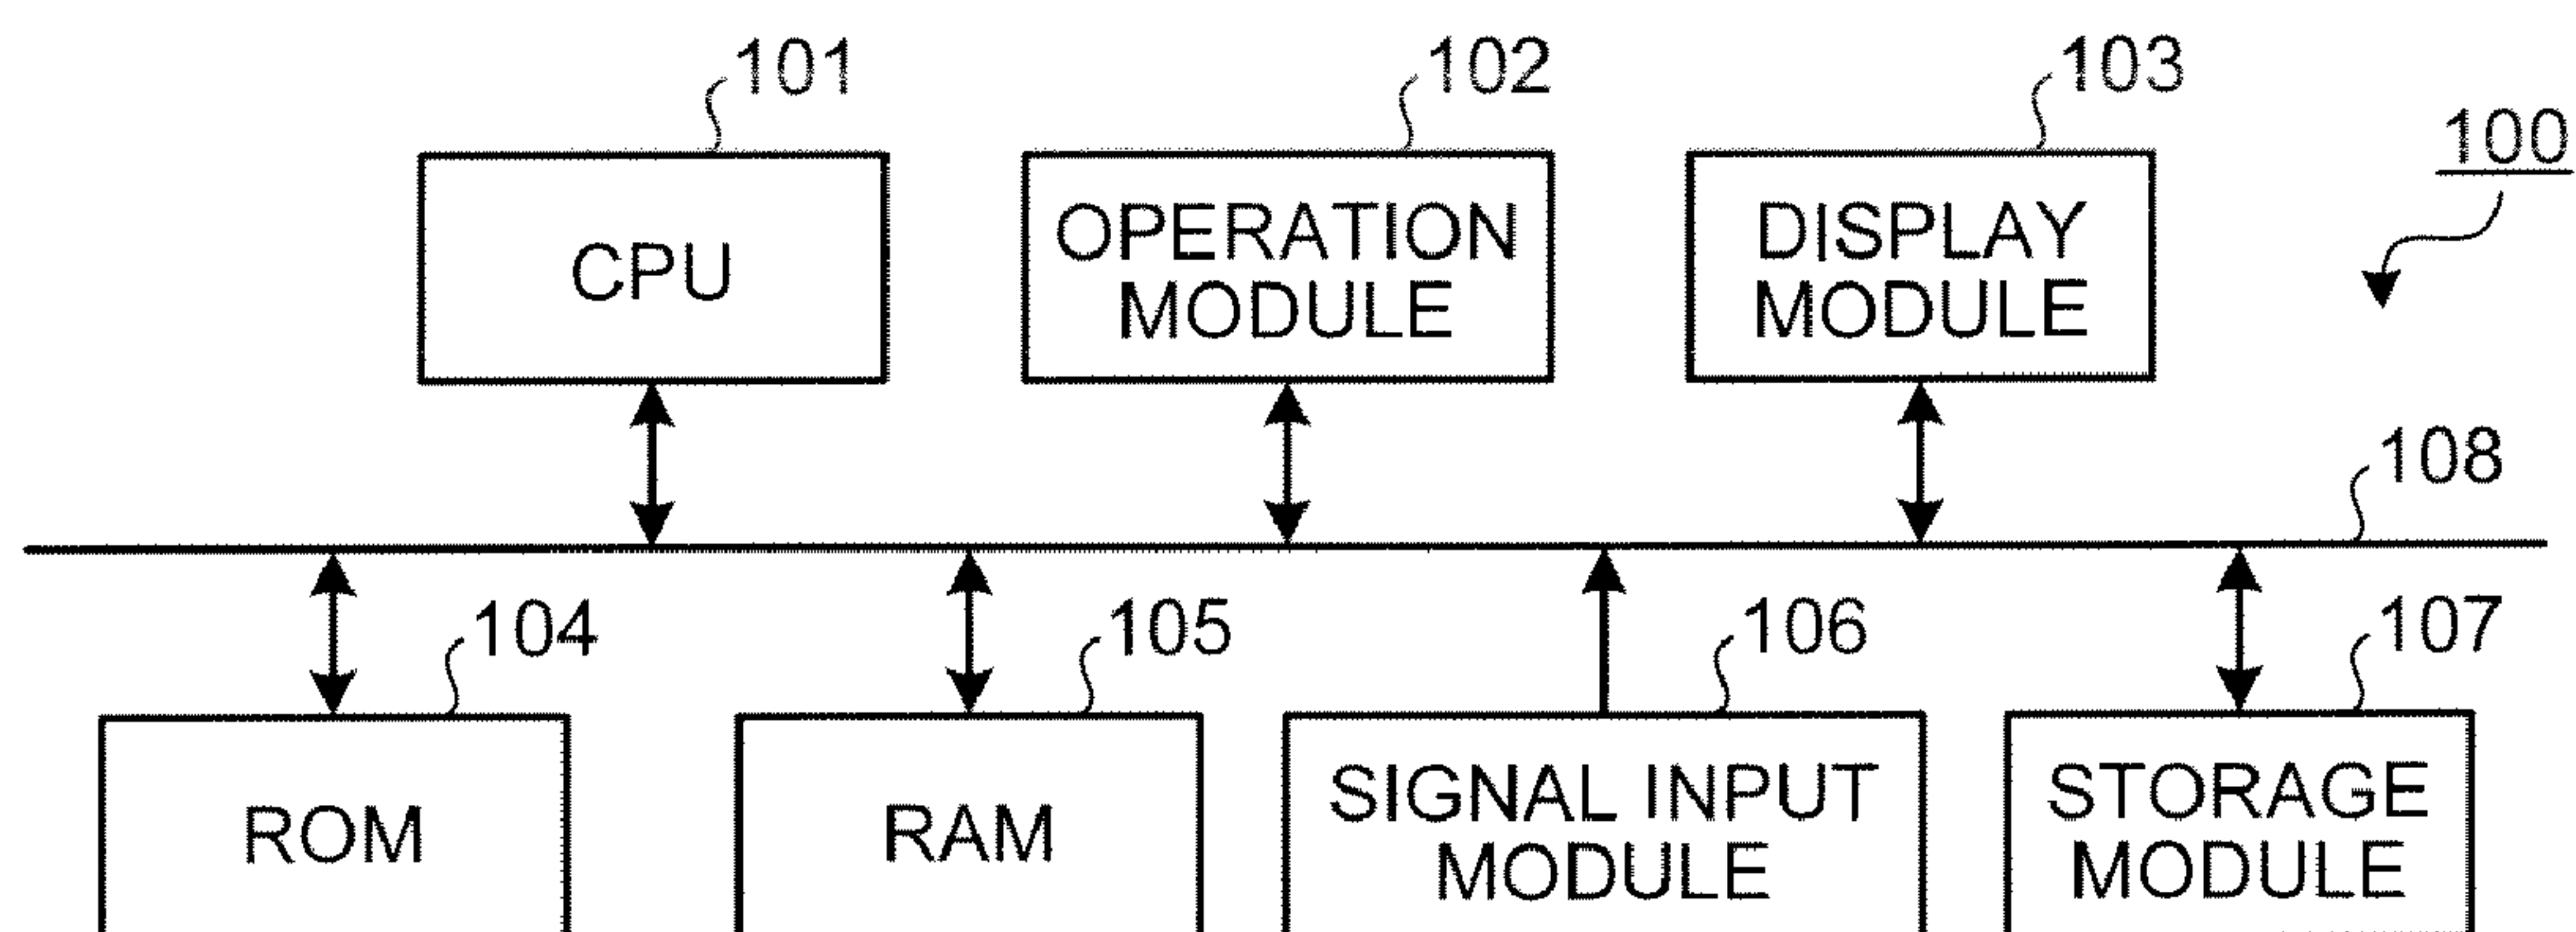 101
102
103
100
CPU
OPERATION
MODULE
DISPLAY
MODULE
108
104
105
106
107
ROM
RAM
SIGNAL INPUT
MODULE
STORAGE
MODULE